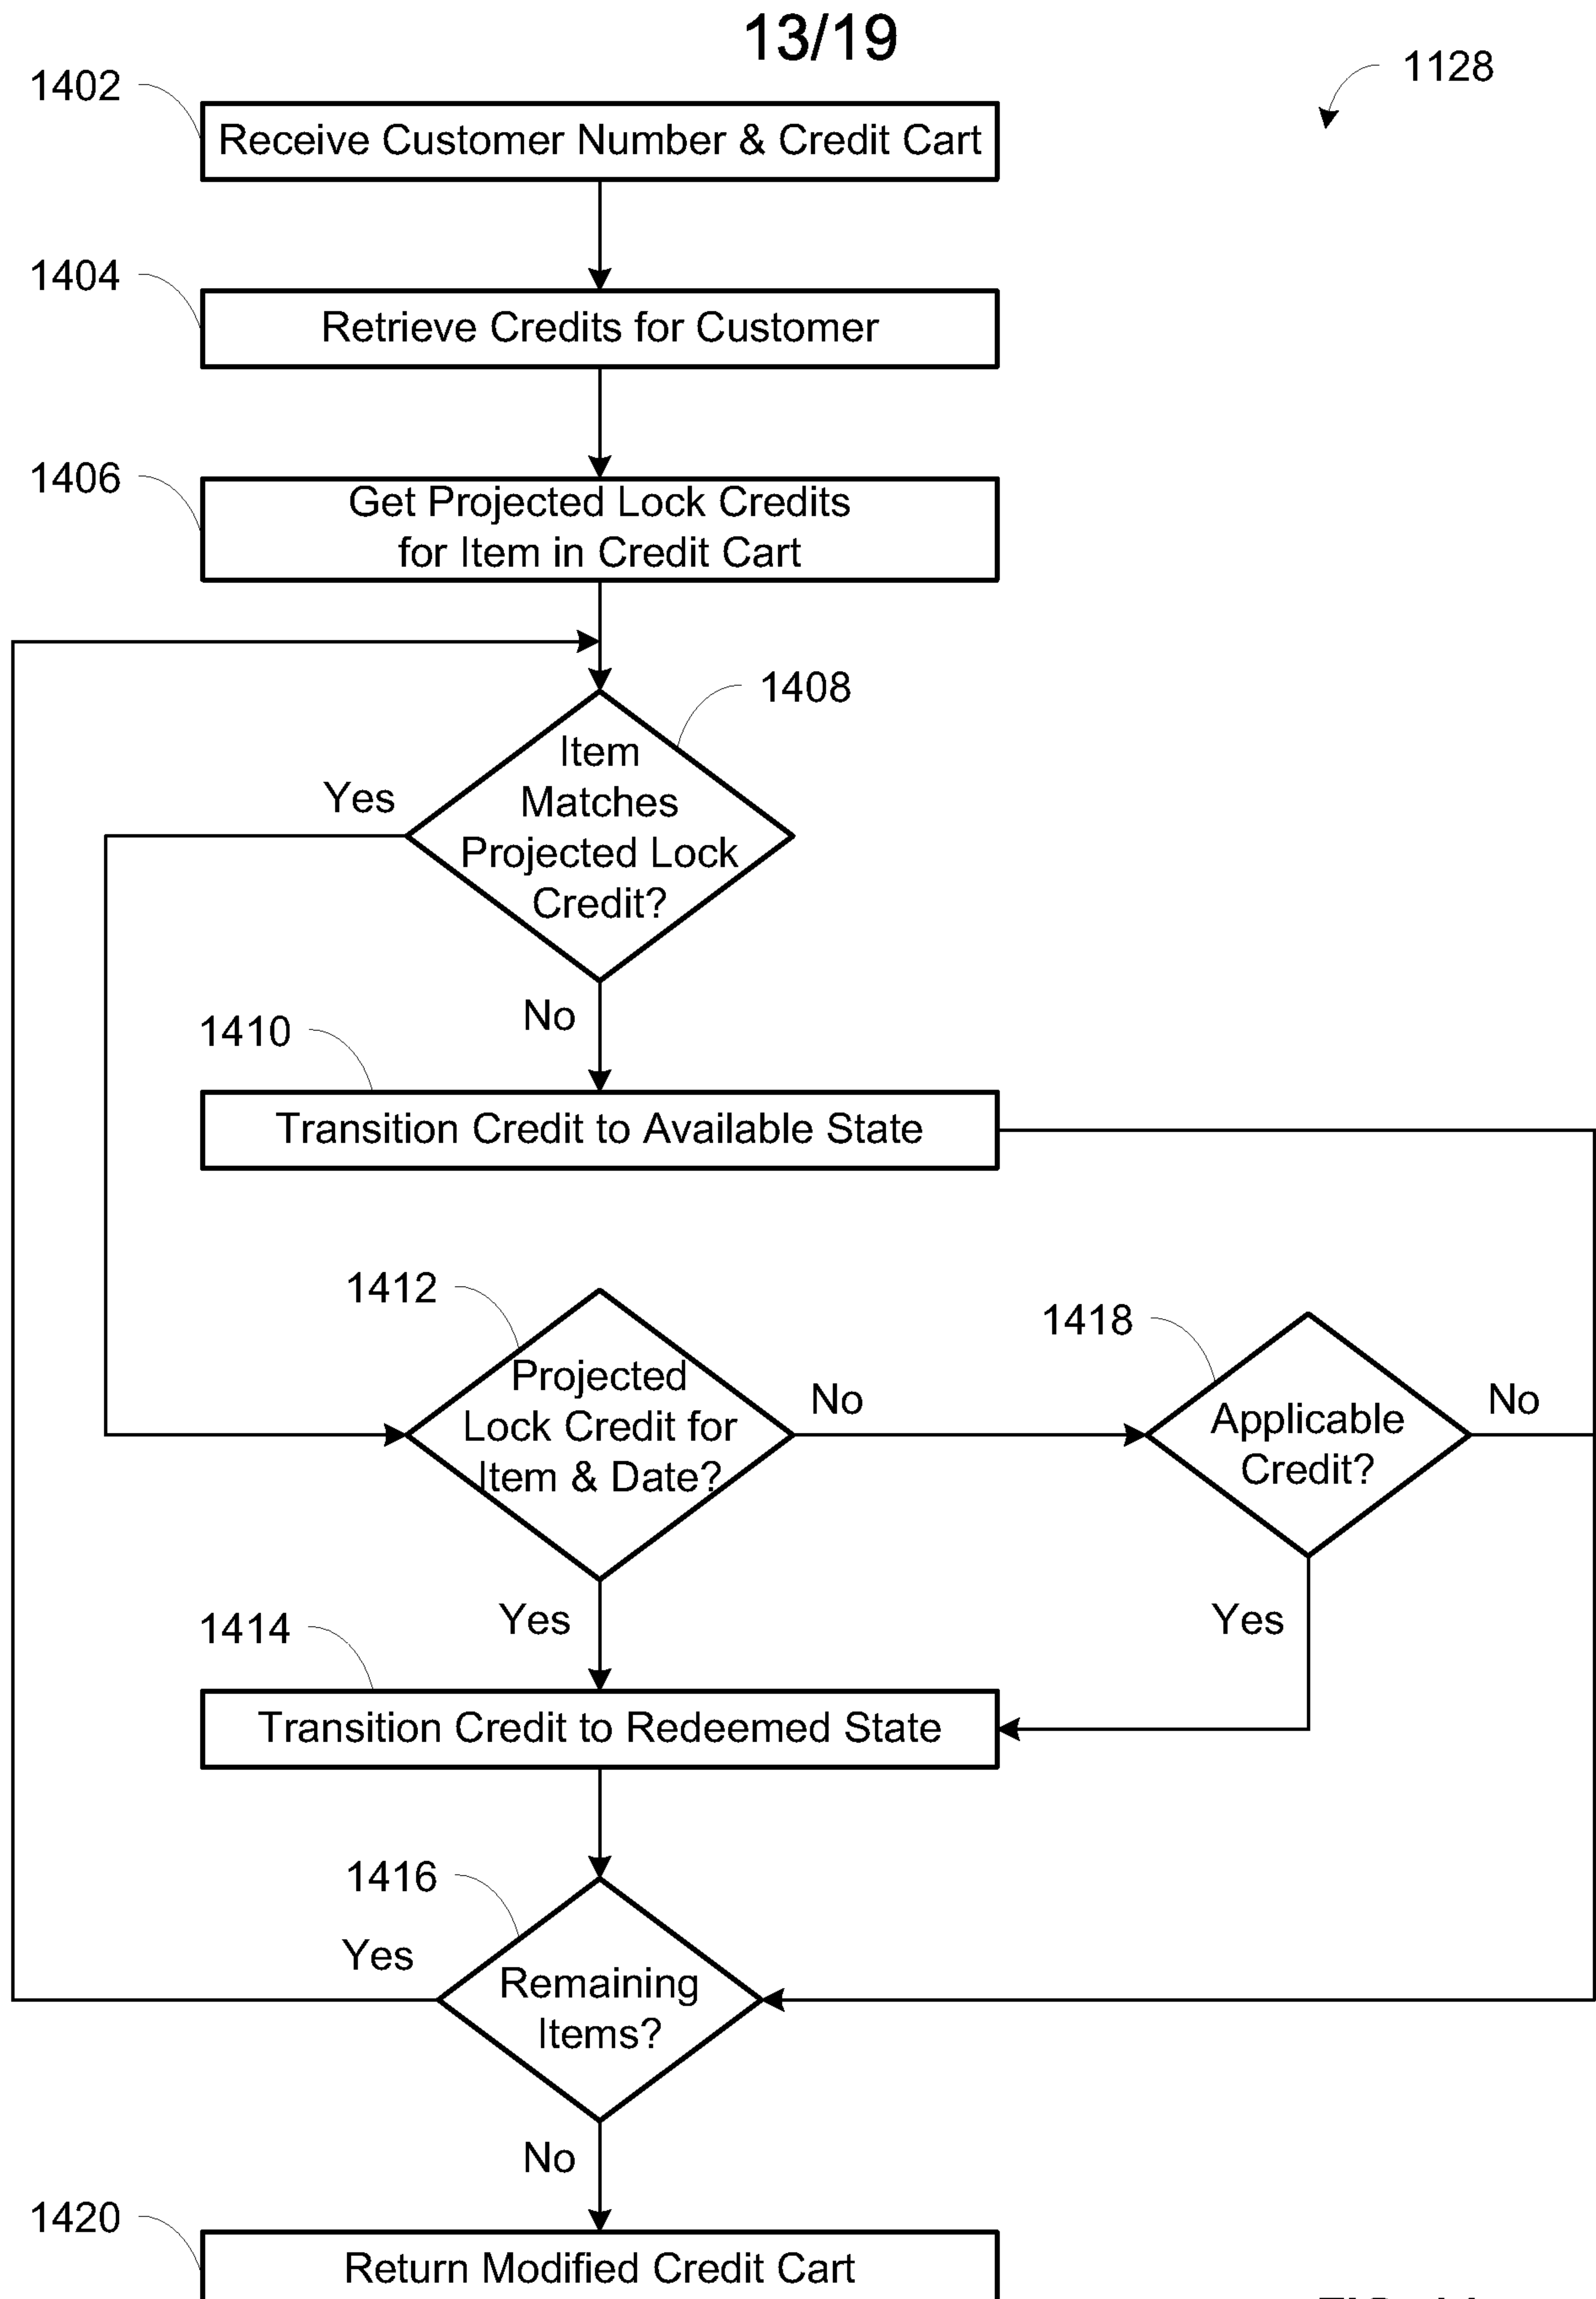 13/19
1128
1402
Receive Customer Number & Credit Cart
1404
Retrieve Credits for Customer
1406
Get Projected Lock Credits
for Item in Credit Cart
1408
Item
Matches
Projected Lock
Credit?
Yes
No
1410
Transition Credit to Available State
1412
Projected
Lock Credit for
Item & Date?
No
1418
Applicable
Credit?
No
Yes
Yes
1414
Transition Credit to Redeemed State
1416
Remaining
Items?
Yes
No
1420
Return Modified Credit Cart